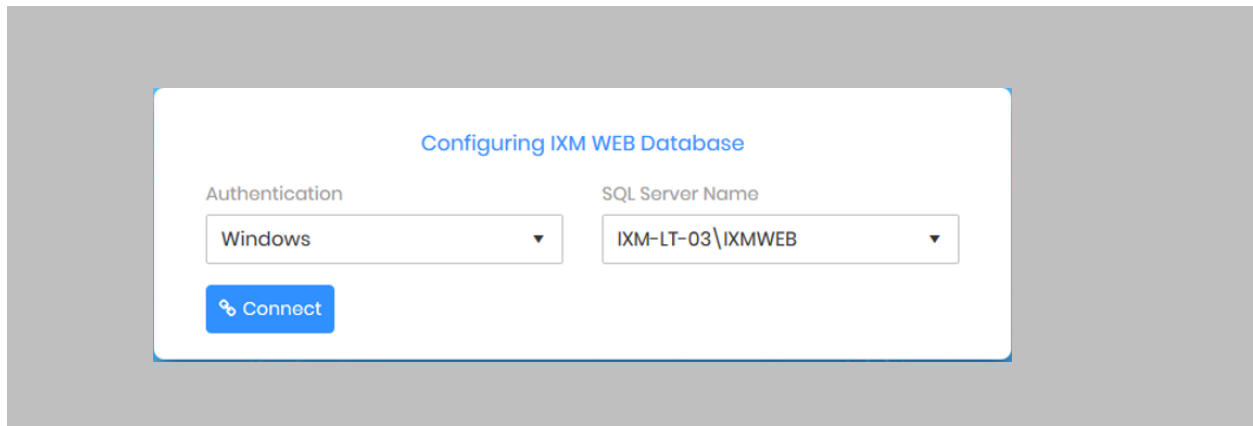 Configuring IXM WEB Database
Authentication
SQL Server Name
Windows
IXM-LT-03\IXMWEB
Connect